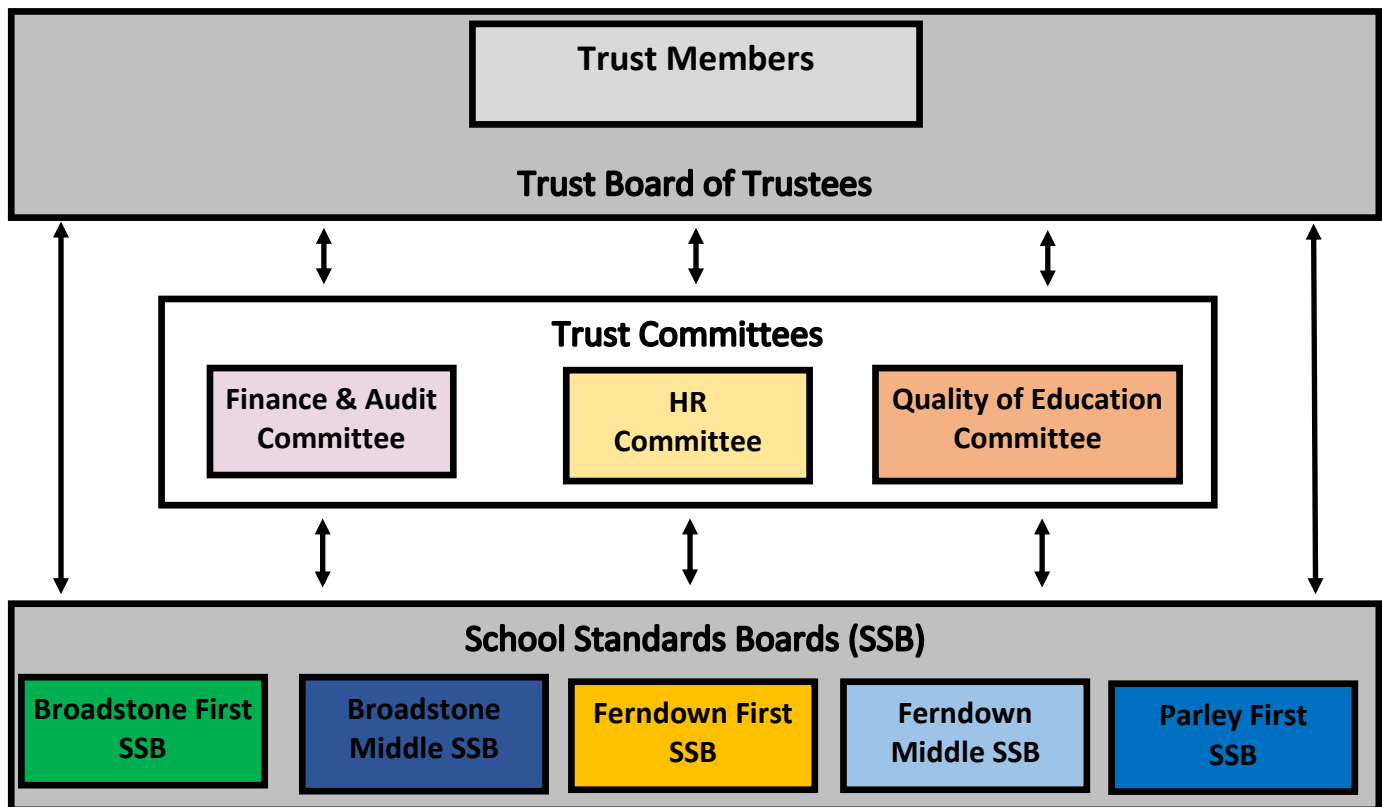 Trust Members
Trust Board of Trustees
Trust Committees
Finance & Audit
Committee
HR
Committee
Quality of Education
Committee
School Standards Boards (SSB)
Broadstone First
SSB
Broadstone
Middle SSB
Ferndown First
SSB
Ferndown
Middle SSB
Parley First
SSB